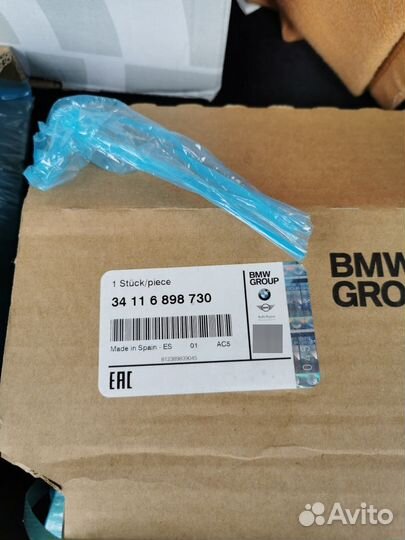 1 Stück/piece
34 11 6 898 730
BMW
GROUP
Made in Spain - ES 01 AC5
EAC
BMW
GROUP
Avito